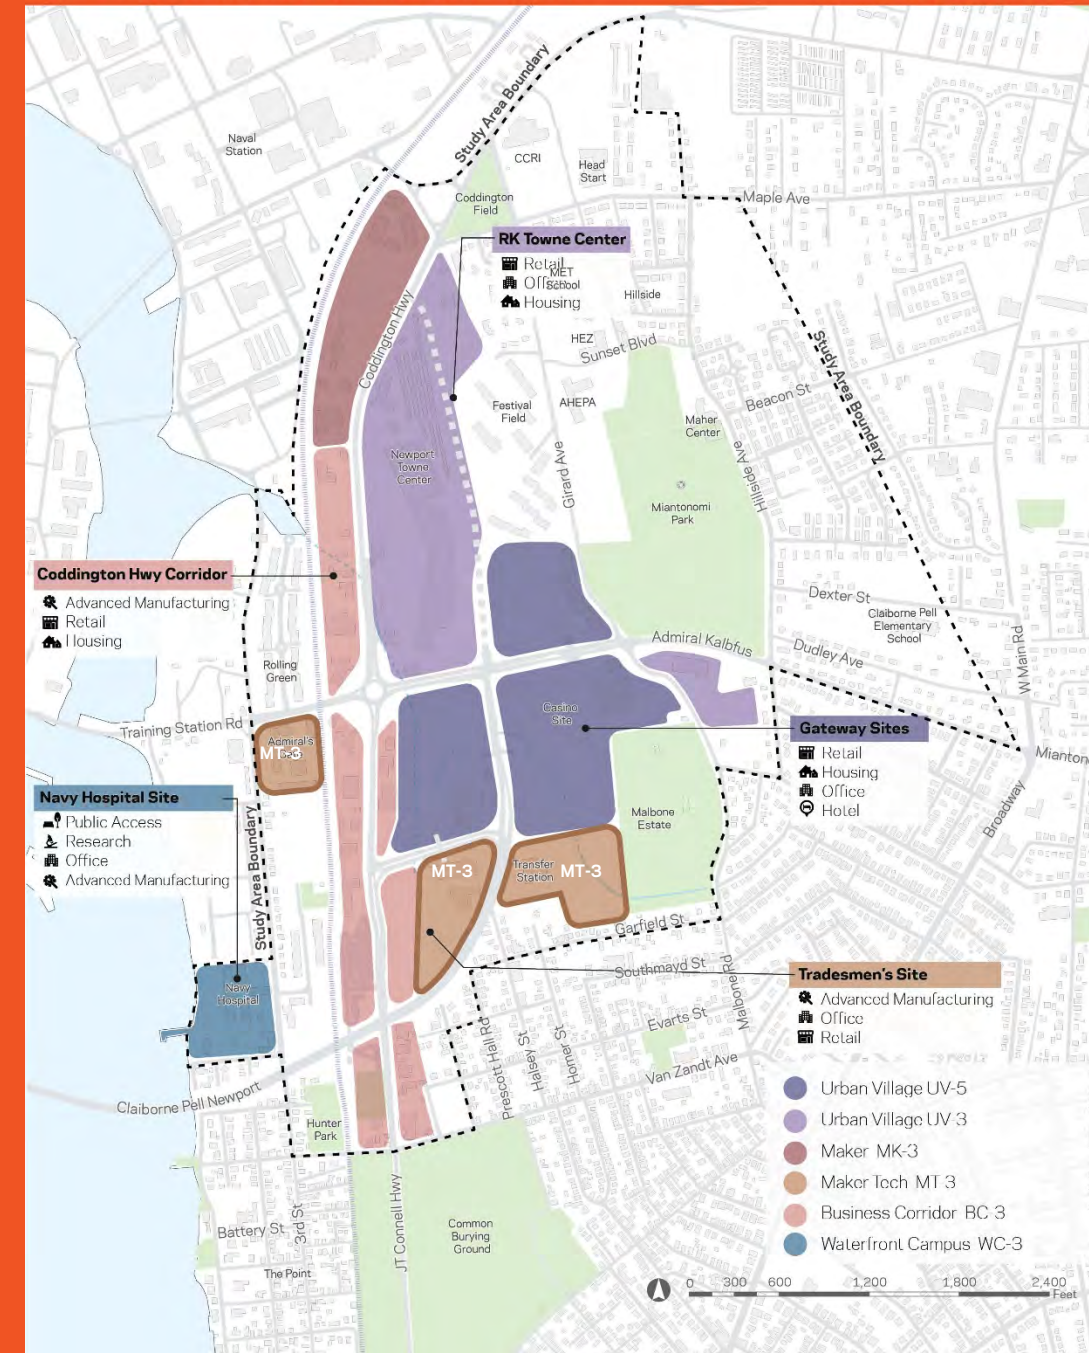 Study Area Boundary
Naval
Station
CCRI
Head
Start
Maple Ave
Coddington
Field
RK Towne Center
Retail
Office
Housing
MET
School
Hillside
Coddington Hwy
HEZ
Sunset Blvd
Study Area Boundary
Beacon St
Festival
Field
AHEPA
Maher
Center
Newport
Towne
Center
Girard Ave
Hillside Ave
Miantonomi
Park
Coddington Hwy Corridor
Advanced Manufacturing
Retail
Housing
Dexter St
Claiborne Pell
Elementary
School
Admiral Kalbfus
Dudley Ave
W Main Rd
Rolling
Green
Training Station Rd
Casino
Site
Gateway Sites
Retail
Housing
Office
Hotel
Admiral's
MT-3
Mianton
Navy Hospital Site
Public Access
Research
Office
Advanced Manufacturing
Malbone
Estate
Broadway
Study Area Boundary
MT-3
Transfer
Station
MT-3
Garfield St
Southmayd St
Tradesmen's Site
Advanced Manufacturing
Office
Retail
Navy
Hospital
Malbone Rd
Evarts St
Prescott Hall Rd
Halsey St
Homer St
Van Zandt Ave
Claiborne Pell Newport
Hunter
Park
Urban Village UV-5
Urban Village UV-3
Maker MK-3
Maker Tech MT-3
Business Corridor BC-3
Waterfront Campus WC-3
Battery St
3rd St
JT Connell Hwy
Common
Burying
Ground
The Point
0 300 600 1,200 1,800 2,400
Feet